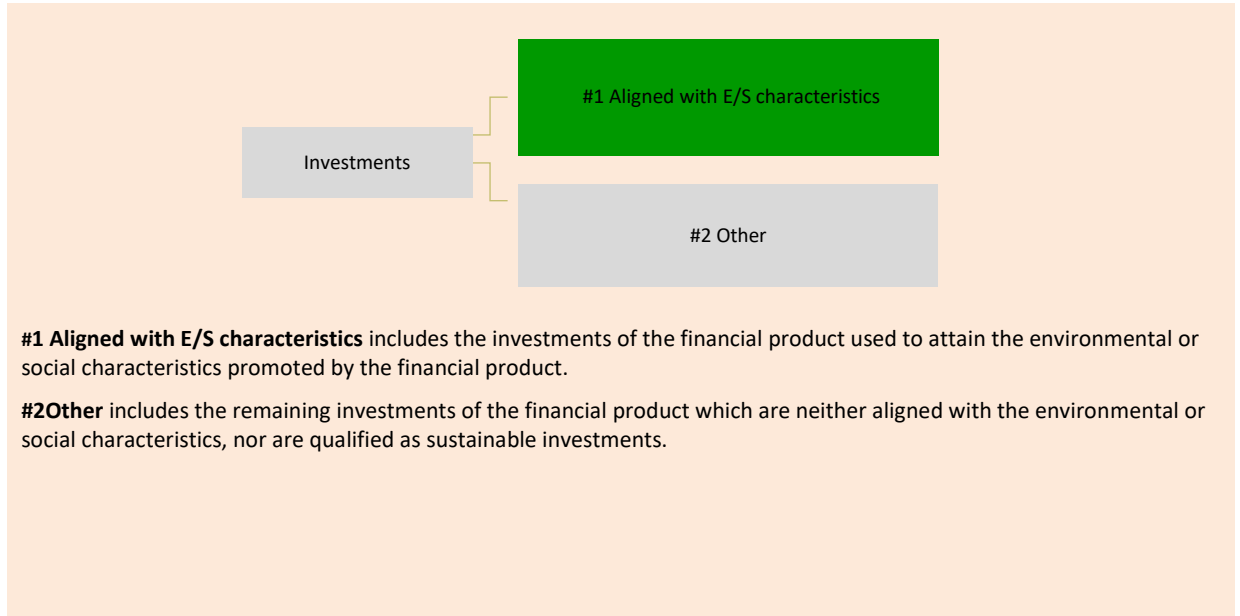 #1 Aligned with E/S characteristics
Investments
#2 Other
#1 Aligned with E/S characteristics includes the investments of the financial product used to attain the environmental or
social characteristics promoted by the financial product.
#2Other includes the remaining investments of the financial product which are neither aligned with the environmental or
social characteristics, nor are qualified as sustainable investments.